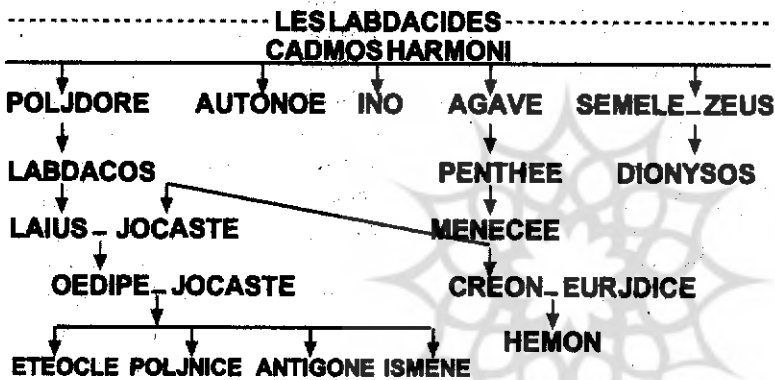 LES LABDACIDES
CADMOS HARMONI
POLJDORE AUTONOE INO AGAVE SEMELE_ZEUS
LABDACOS PENTHEE DIONYSOS
LAIUS_ JOCASTE MENECEE
OEDIPE_JOCASTE CREON_EURJDICE
HEMON
ETEOCLE POLJNICE ANTIGONE ISMENE